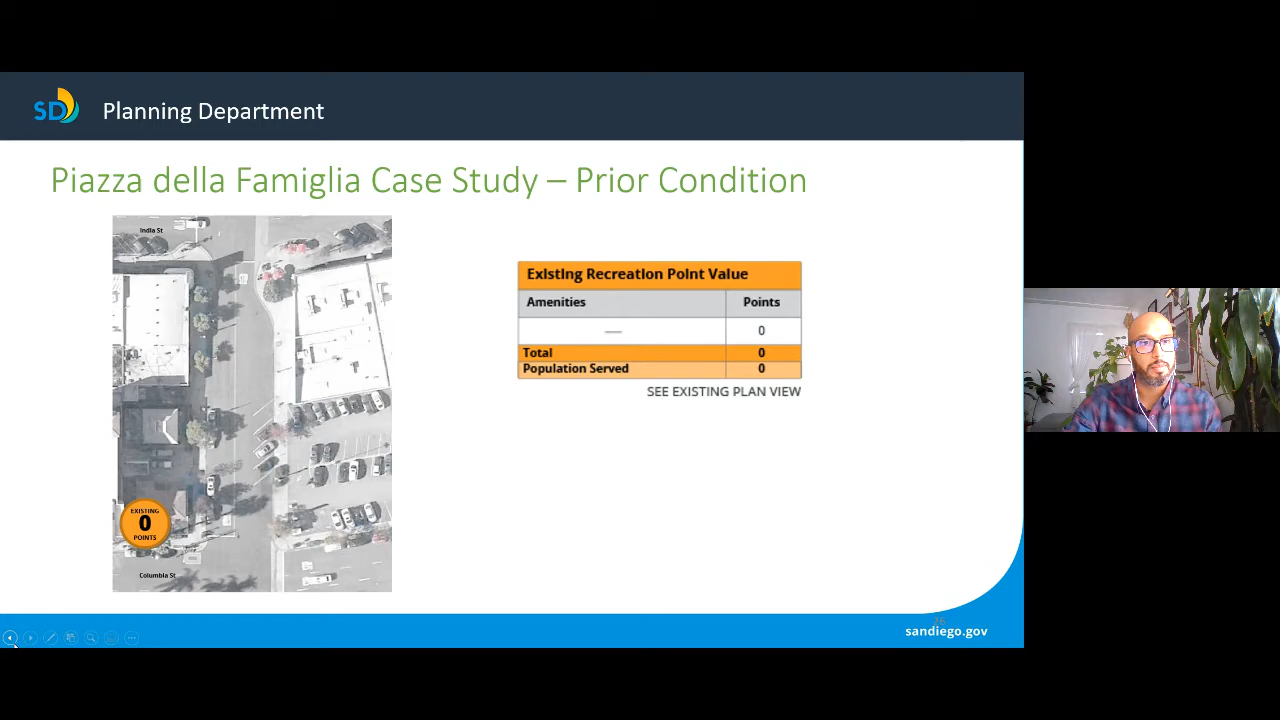 SD
Planning Department
Piazza della Famiglia Case Study – Prior Condition
India St
EXISTING
0
POINTS
Columbia St
Existing Recreation Point Value
Amenities Points
— 0
Total 0
Population Served 0
SEE EXISTING PLAN VIEW
26
sandiego.gov